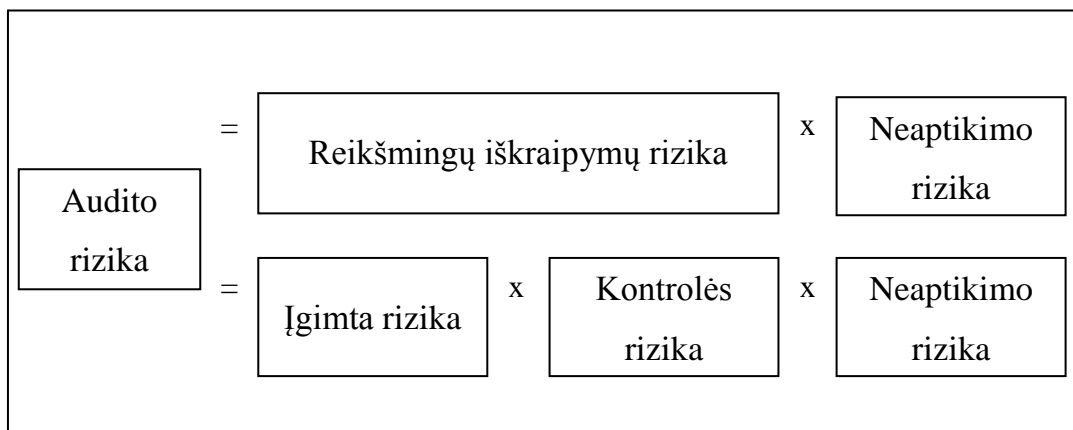 = Reikšmingų iškraipymų rizika x Neaptikimo
rizika
Audito
rizika
= Įgimta rizika x Kontrolės
rizika
x Neaptikimo
rizika